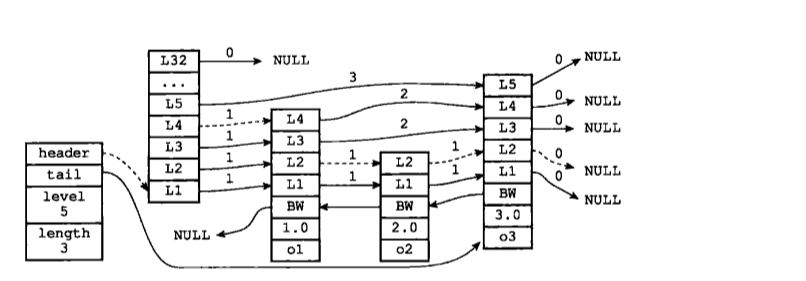 0
L32
NULL
...
3
L5
L4
1
L3
1
L2
1
L1
1
header
tail
level
5
length
3
L4
2
L3
2
L2
1
L1
1
BW
1.0
o1
NULL
L2
1
L1
1
BW
2.0
o2
L5
0
NULL
L4
0
NULL
L3
0
NULL
L2
0
NULL
L1
0
NULL
BW
3.0
o3